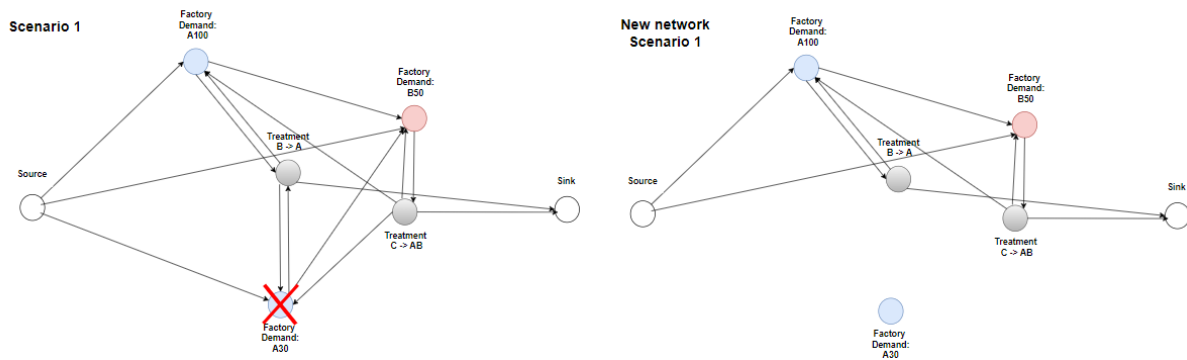 Scenario 1
Factory
Demand:
A100
Factory
Demand:
B50
Treatment
B -> A
Source
Sink
Treatment
C -> AB
Factory
Demand:
A30
New network
Scenario 1
Factory
Demand:
A100
Factory
Demand:
B50
Treatment
B -> A
Source
Sink
Treatment
C -> AB
Factory
Demand:
A30